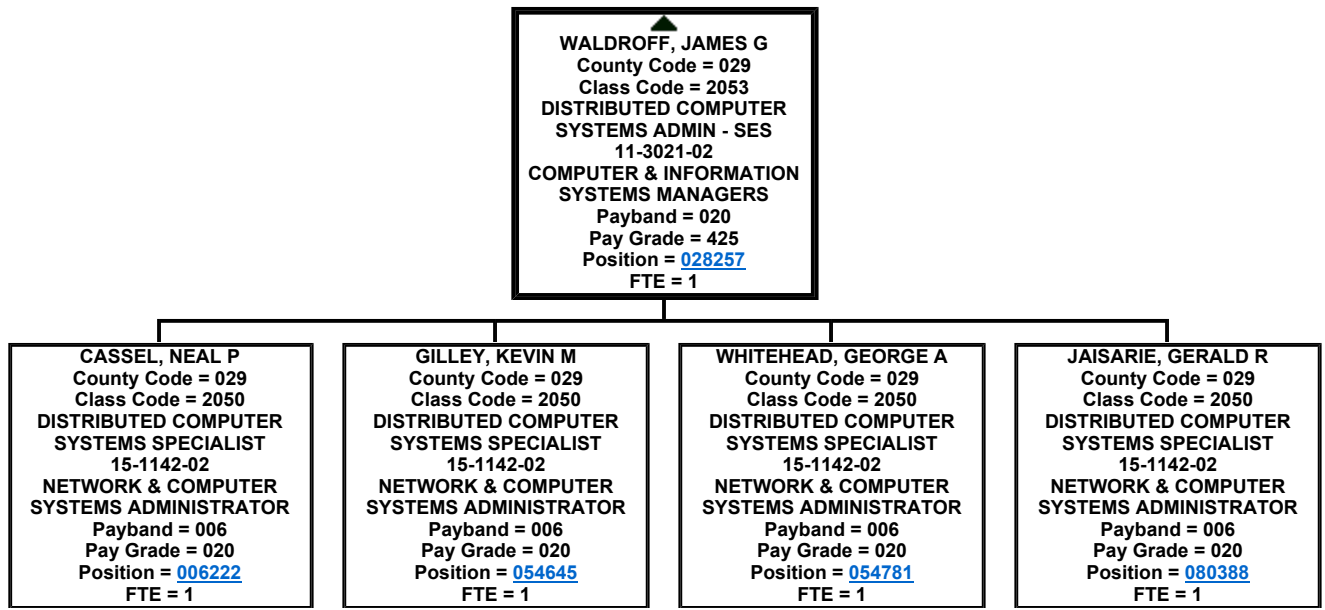 WALDROFF, JAMES G
County Code = 029
Class Code = 2053
DISTRIBUTED COMPUTER
SYSTEMS ADMIN - SES
11-3021-02
COMPUTER & INFORMATION
SYSTEMS MANAGERS
Payband = 020
Pay Grade = 425
Position = 028257
FTE = 1
CASSEL, NEAL P
County Code = 029
Class Code = 2050
DISTRIBUTED COMPUTER
SYSTEMS SPECIALIST
15-1142-02
NETWORK & COMPUTER
SYSTEMS ADMINISTRATOR
Payband = 006
Pay Grade = 020
Position = 006222
FTE = 1
GILLEY, KEVIN M
County Code = 029
Class Code = 2050
DISTRIBUTED COMPUTER
SYSTEMS SPECIALIST
15-1142-02
NETWORK & COMPUTER
SYSTEMS ADMINISTRATOR
Payband = 006
Pay Grade = 020
Position = 054645
FTE = 1
WHITEHEAD, GEORGE A
County Code = 029
Class Code = 2050
DISTRIBUTED COMPUTER
SYSTEMS SPECIALIST
15-1142-02
NETWORK & COMPUTER
SYSTEMS ADMINISTRATOR
Payband = 006
Pay Grade = 020
Position = 054781
FTE = 1
JAISARIE, GERALD R
County Code = 029
Class Code = 2050
DISTRIBUTED COMPUTER
SYSTEMS SPECIALIST
15-1142-02
NETWORK & COMPUTER
SYSTEMS ADMINISTRATOR
Payband = 006
Pay Grade = 020
Position = 080388
FTE = 1